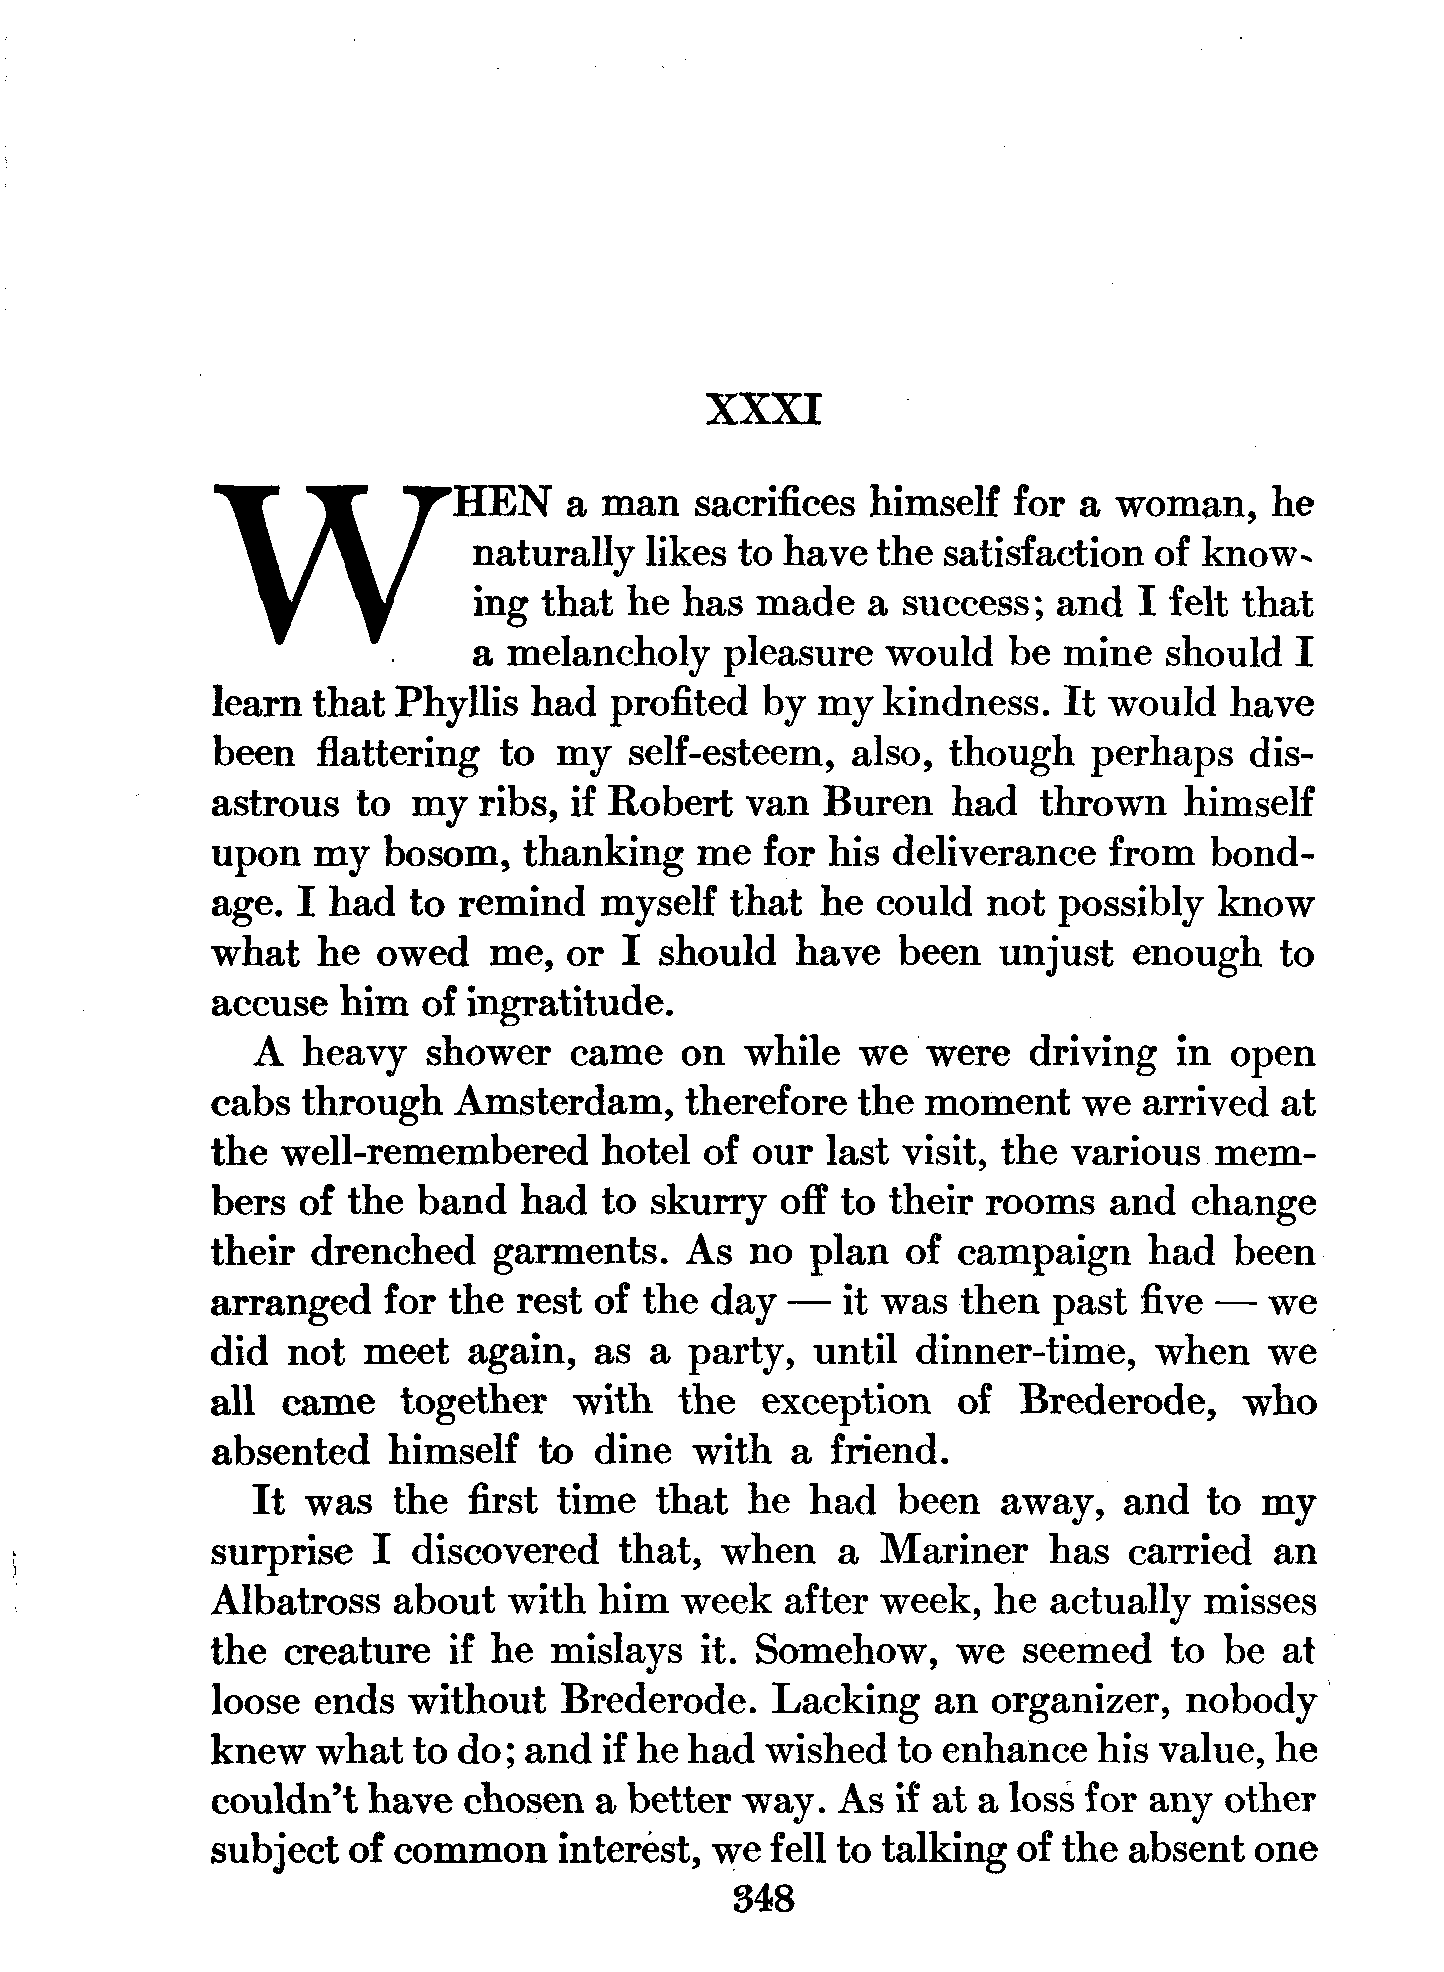 XXXI
WHEN a man sacrifices himself for a woman, he
naturally likes to have the satisfaction of know-
ing that he has made a success; and I felt that
a melancholy pleasure would be mine should I
learn that Phyllis had profited by my kindness. It would have
been flattering to my self-esteem, also, though perhaps dis-
astrous to my ribs, if Robert van Buren had thrown himself
upon my bosom, thanking me for his deliverance from bond-
age. I had to remind myself that he could not possibly know
what he owed me, or I should have been unjust enough to
accuse him of ingratitude.
A heavy shower came on while we were driving in open
cabs through Amsterdam, therefore the moment we arrived at
the well-remembered hotel of our last visit, the various mem-
bers of the band had to skurry off to their rooms and change
their drenched garments. As no plan of campaign had been
arranged for the rest of the day — it was then past five — we
did not meet again, as a party, until dinner-time, when we
all came together with the exception of Brederode, who
absented himself to dine with a friend.
It was the first time that he had been away, and to my
surprise I discovered that, when a Mariner has carried an
Albatross about with him week after week, he actually misses
the creature if he mislays it. Somehow, we seemed to be at
loose ends without Brederode. Lacking an organizer, nobody
knew what to do; and if he had wished to enhance his value, he
couldn't have chosen a better way. As if at a loss for any other
subject of common interest, we fell to talking of the absent one
348